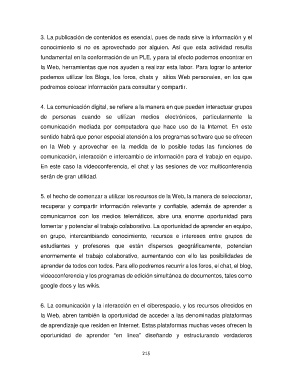 3. La publicación de contenidos es esencial, pues de nada sirve la información y el
conocimiento si no es aprovechado por alguien. Así que esta actividad resulta
fundamental en la conformación de un PLE, y para tal efecto podemos encontrar en
la Web, herramientas que nos ayuden a realizar esta labor. Para lograr lo anterior
podemos utilizar los Blogs, los foros, chats y sitios Web personales, en los que
podremos colocar información para consultar y compartir.
4. La comunicación digital, se refiere a la manera en que pueden interactuar grupos
de personas cuando se utilizan medios electrónicos, particularmente la
comunicación mediada por computadora que hace uso de la Internet. En este
sentido habrá que poner especial atención a los programas software que se ofrecen
en la Web y aprovechar en la medida de lo posible todas las funciones de
comunicación, interacción e intercambio de información para el trabajo en equipo.
En este caso la videoconferencia, el chat y las sesiones de voz multiconferencia
serán de gran utilidad.
5. el hecho de comenzar a utilizar los recursos de la Web, la manera de seleccionar,
recuperar y compartir información relevante y confiable, además de aprender a
comunicarnos con los medios telemáticos, abre una enorme oportunidad para
fomentar y potenciar el trabajo colaborativo. La oportunidad de aprender en equipo,
en grupo, intercambiando conocimiento, recursos e intereses entre grupos de
estudiantes y profesores que están dispersos geográficamente, potencian
enormemente el trabajo colaborativo, aumentando con ello las posibilidades de
aprender de todos con todos. Para ello podremos recurrir a los foros, el chat, el blog,
videoconferencia y los programas de edición simultánea de documentos, tales como
google docs y las wikis.
6. La comunicación y la interacción en el ciberespacio, y los recursos ofrecidos en
la Web, abren también la oportunidad de acceder a las denominadas plataformas
de aprendizaje que residen en Internet. Estas plataformas muchas veces ofrecen la
oportunidad de aprender “en línea” diseñando y estructurando verdaderos
215